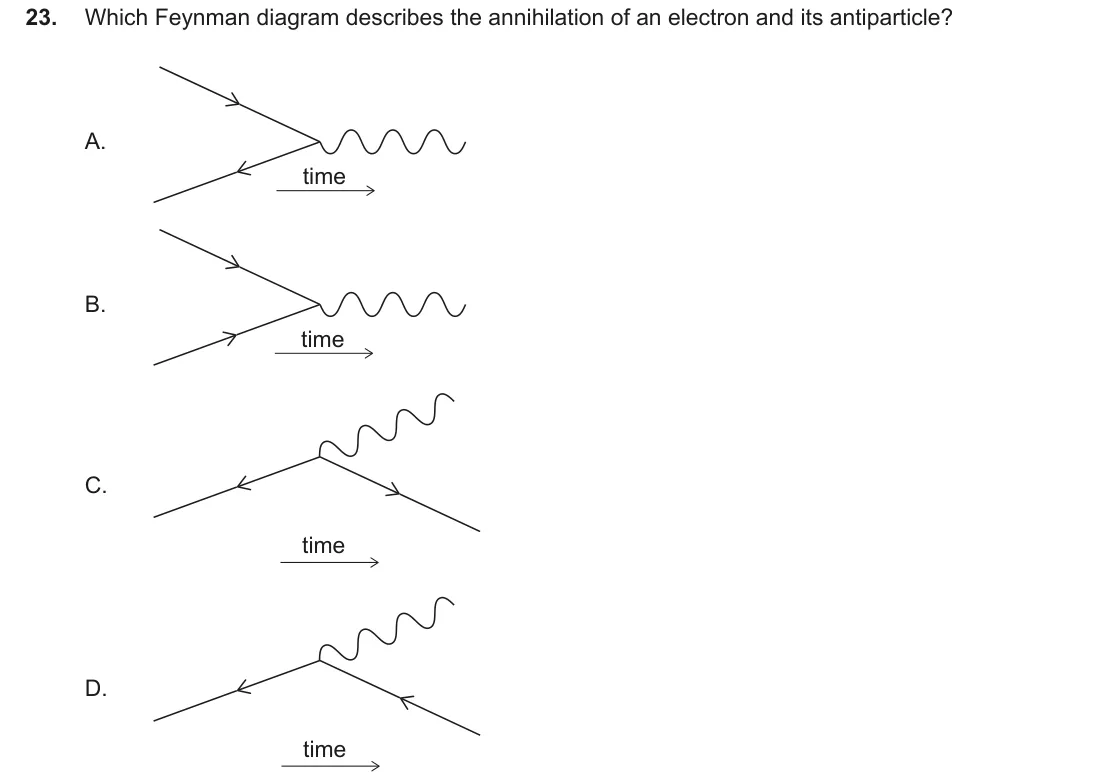 23. Which Feynman diagram describes the annihilation of an electron and its antiparticle?
A.
time
B.
time
C.
time
D.
time